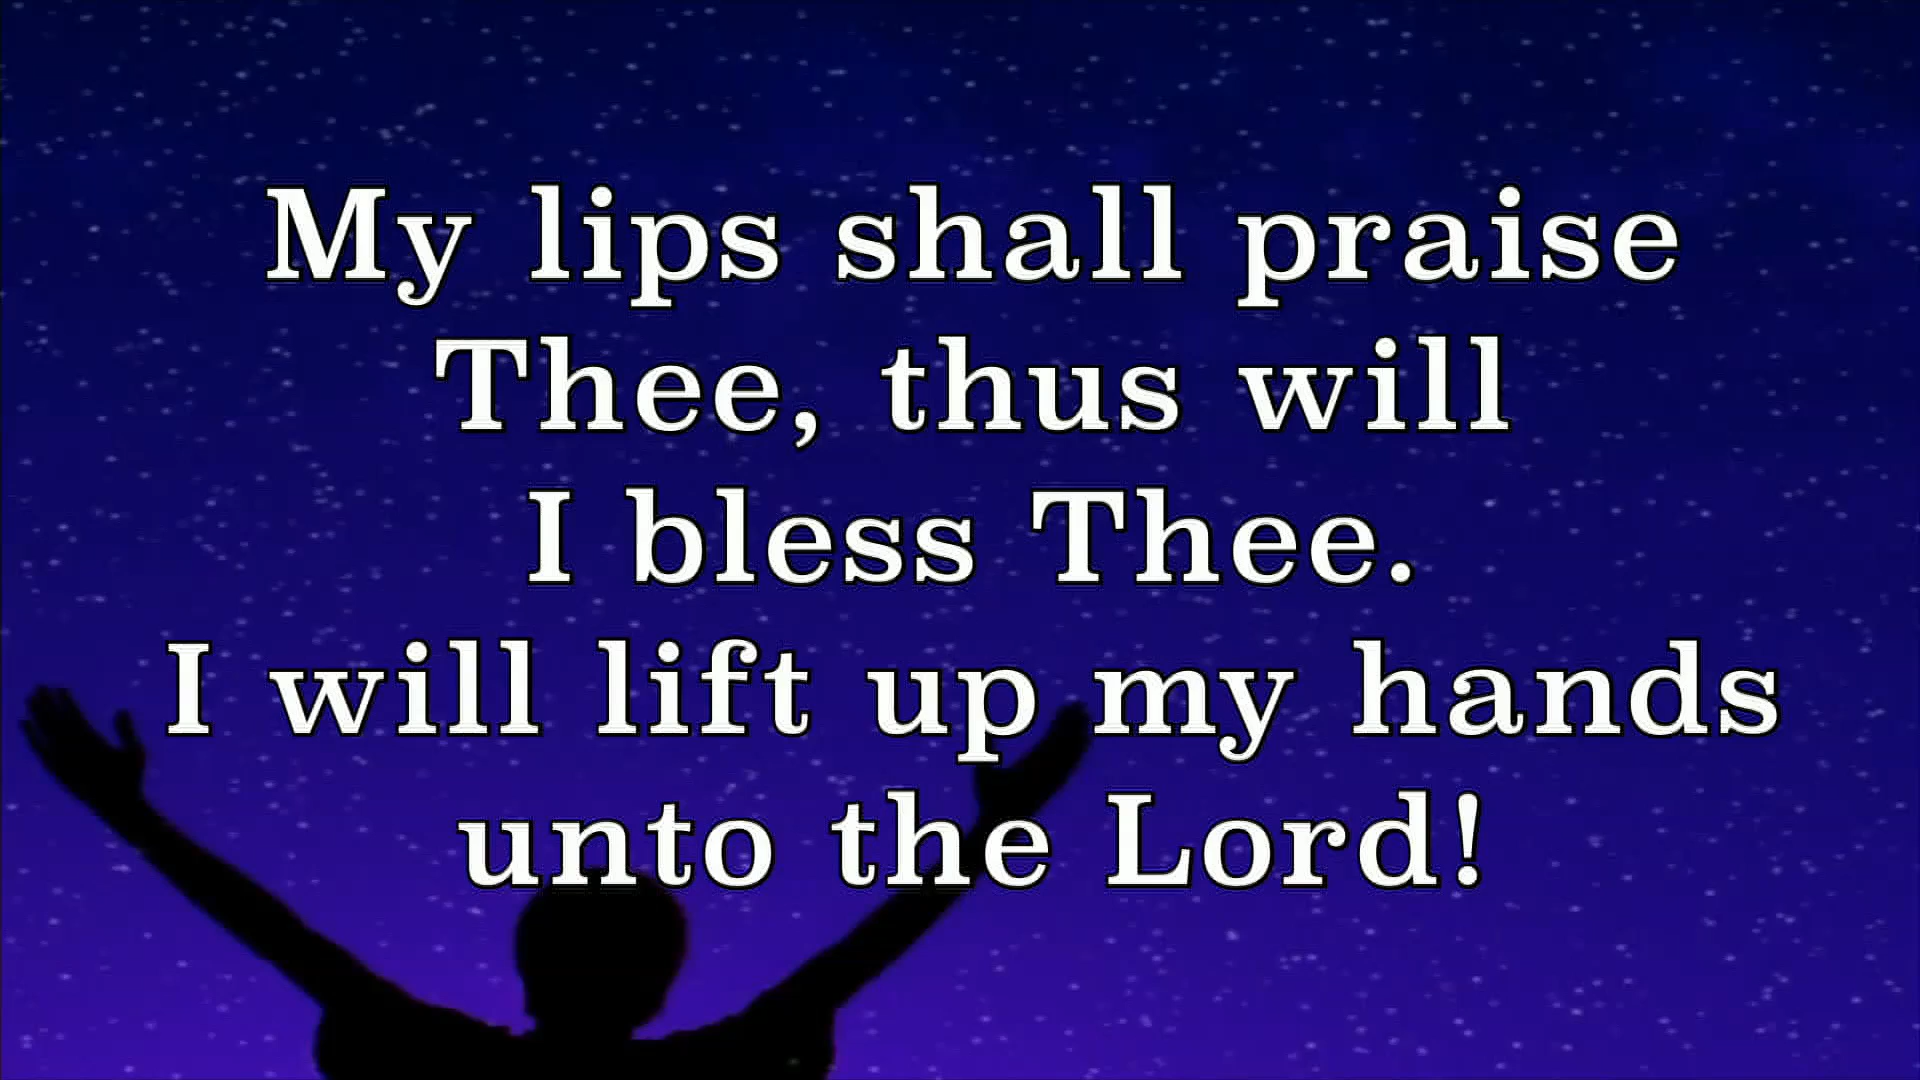 My lips shall praise
Thee, thus will
I bless Thee.
I will lift up my hands
unto the Lord!